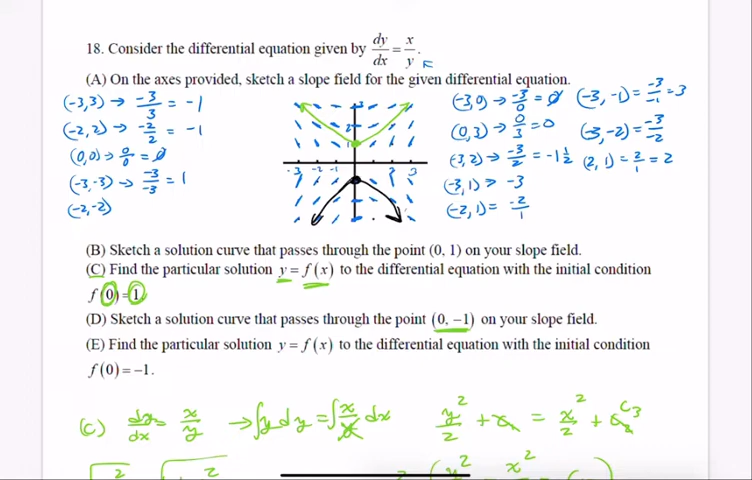 18. Consider the differential equation given by dy/dx = x/y.
(A) On the axes provided, sketch a slope field for the given differential equation.
(-3,3) → -3/3 = -1
(-2,2) → -2/2 = -1
(0,0) → 0/0 = ∅
(-3,-3) → -3/-3 = 1
(-2,-2)
-3 -2 -1 1 2 3
(-3,0) → -3/0 = ∅
(0,3) → 0/3 = 0
(-3,2) → -3/2 = -1 1/2
(-3,1) > -3
(-2,1) = -2/1
(-3,-1) = -3/-1 = 3
(-3,-2) = -3/-2
(2,1) = 2/1 = 2
(B) Sketch a solution curve that passes through the point (0, 1) on your slope field.
(C) Find the particular solution y = f(x) to the differential equation with the initial condition
f(0)=1.
(D) Sketch a solution curve that passes through the point (0, −1) on your slope field.
(E) Find the particular solution y = f(x) to the differential equation with the initial condition
f(0)=−1.
(C) dy/dx = x/y → ∫y dy = ∫x dx y²/2 + = x²/2 + C₃